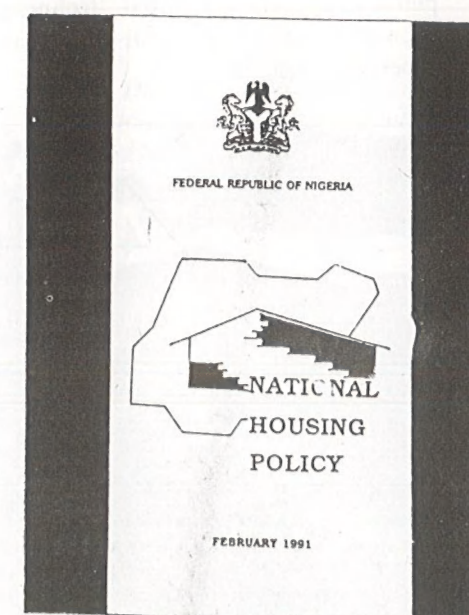 FEDERAL REPUBLIC OF NIGERIA
NATIONAL
HOUSING
POLICY
FEBRUARY 1991